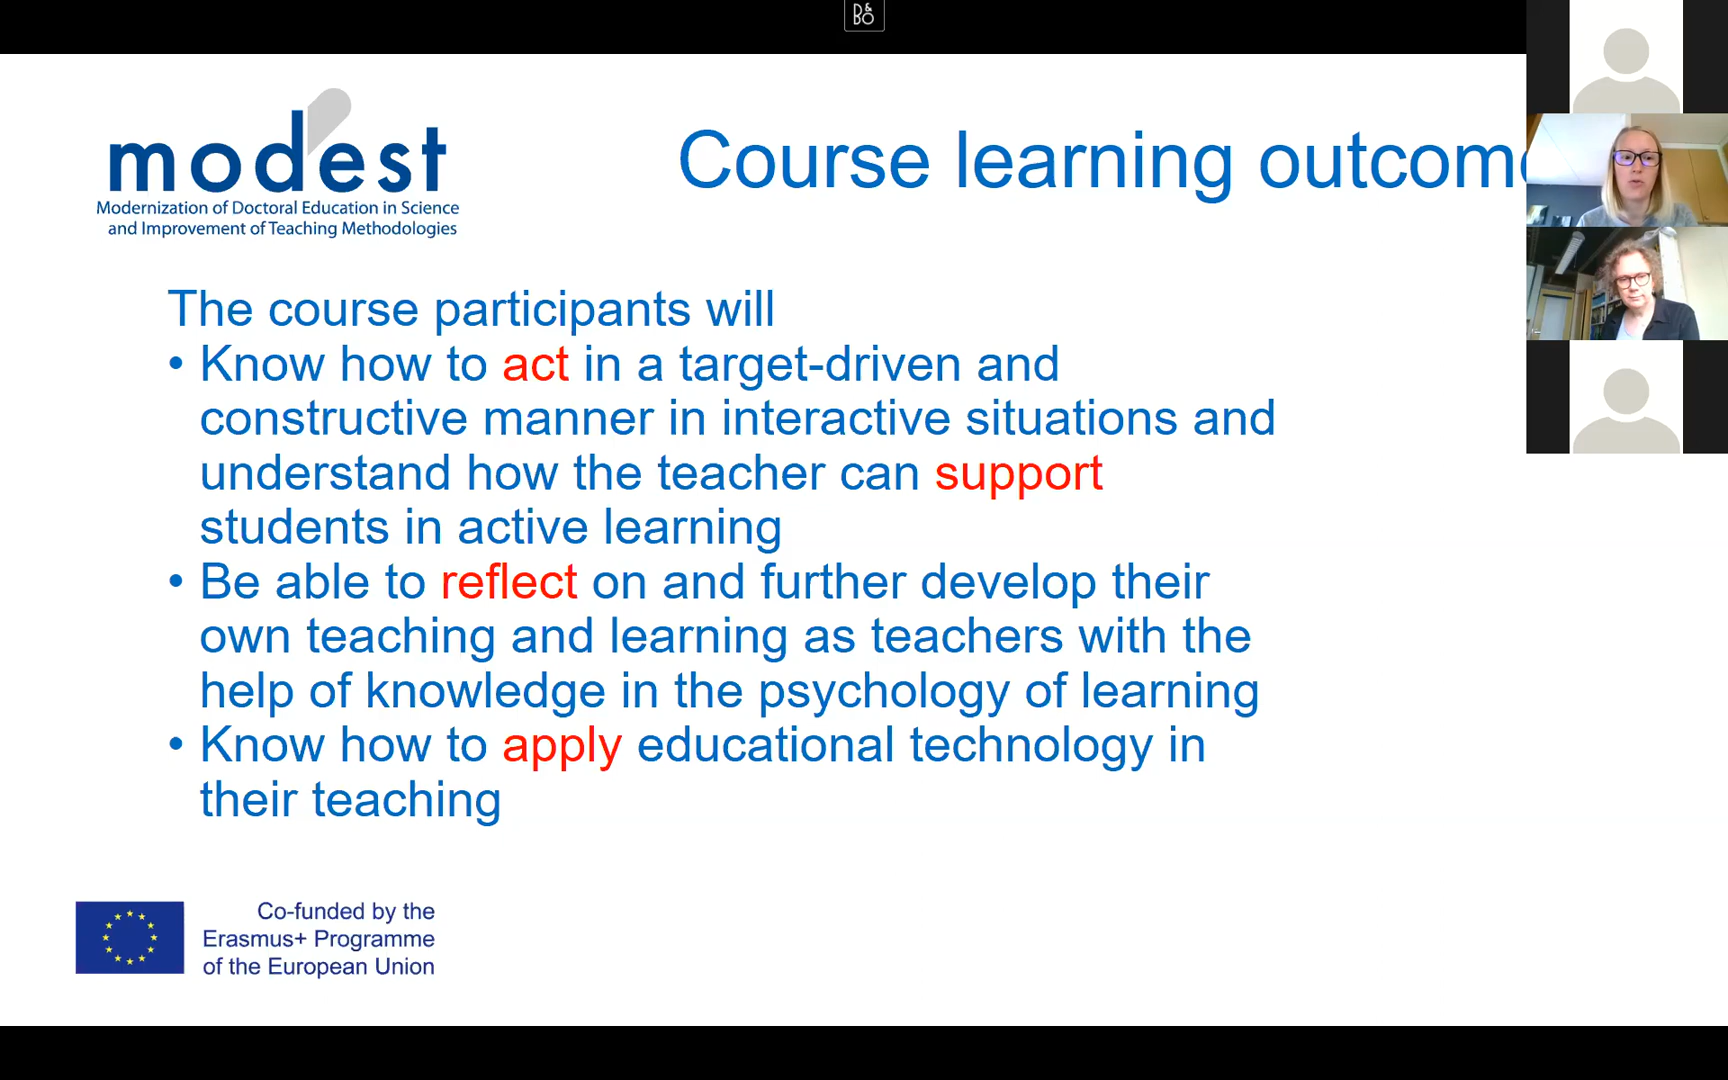 D&
BO
modest
Modernization of Doctoral Education in Science
and Improvement of Teaching Methodologies
Course learning outcom
The course participants will
• Know how to act in a target-driven and
constructive manner in interactive situations and
understand how the teacher can support
students in active learning
• Be able to reflect on and further develop their
own teaching and learning as teachers with the
help of knowledge in the psychology of learning
• Know how to apply educational technology in
their teaching
Co-funded by the
Erasmus+ Programme
of the European Union